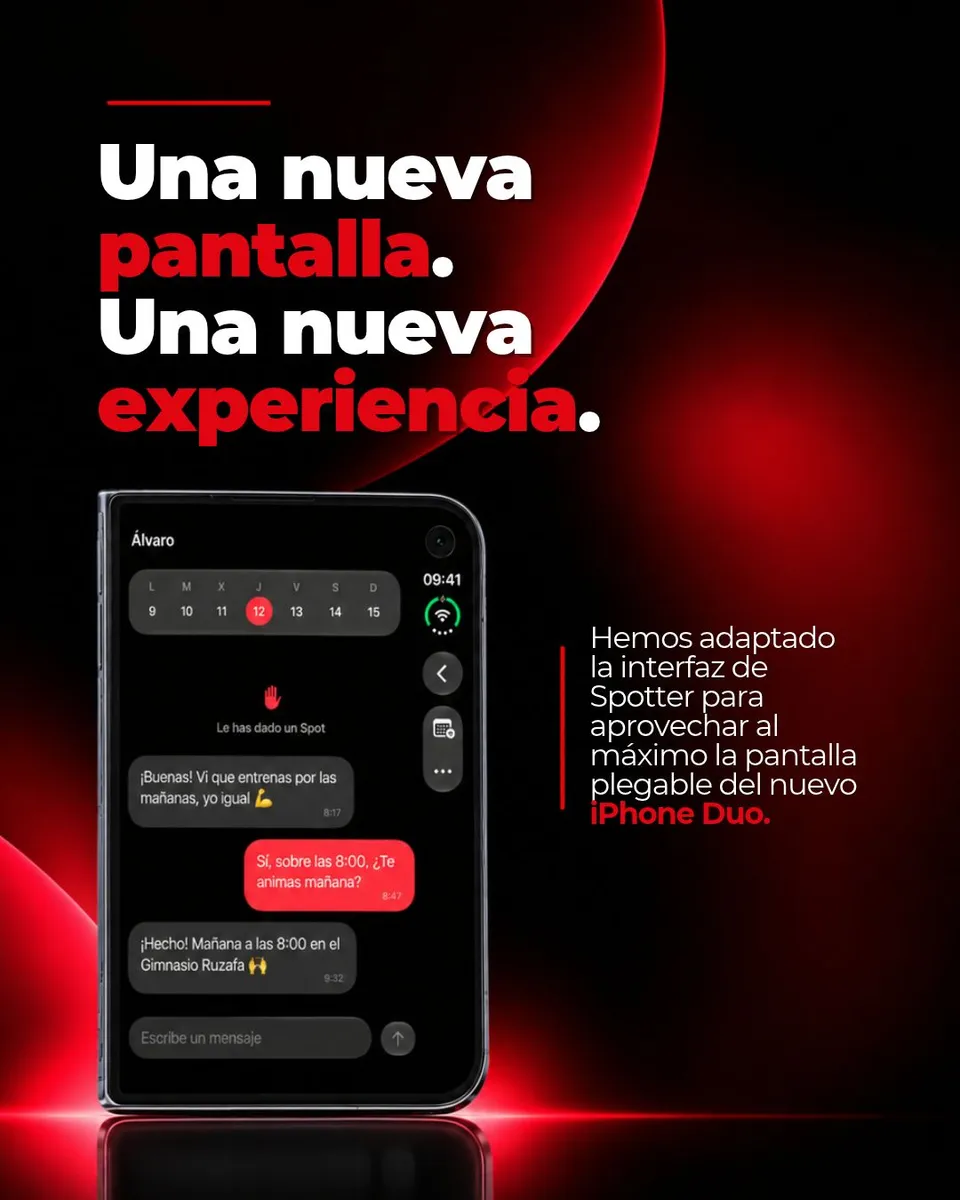 Una nueva
pantalla.
Una nueva
experiencia.
Álvaro
09:41
L M X J V S D
9 10 11 12 13 14 15
Le has dado un Spot
¡Buenas! Vi que entrenas por las
mañanas, yo igual 💪
8:17
Sí, sobre las 8:00, ¿Te
animas mañana?
8:47
¡Hecho! Mañana a las 8:00 en el
Gimnasio Ruzafa 🙌
9:32
Escribe un mensaje
Hemos adaptado
la interfaz de
Spotter para
aprovechar al
máximo la pantalla
plegable del nuevo
iPhone Duo.